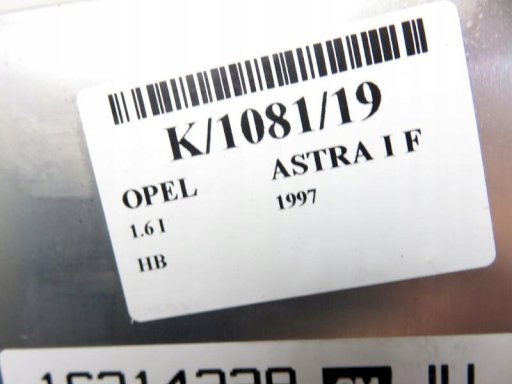 K/1081/19
OPEL ASTRA I F
1.6 I 1997
HB